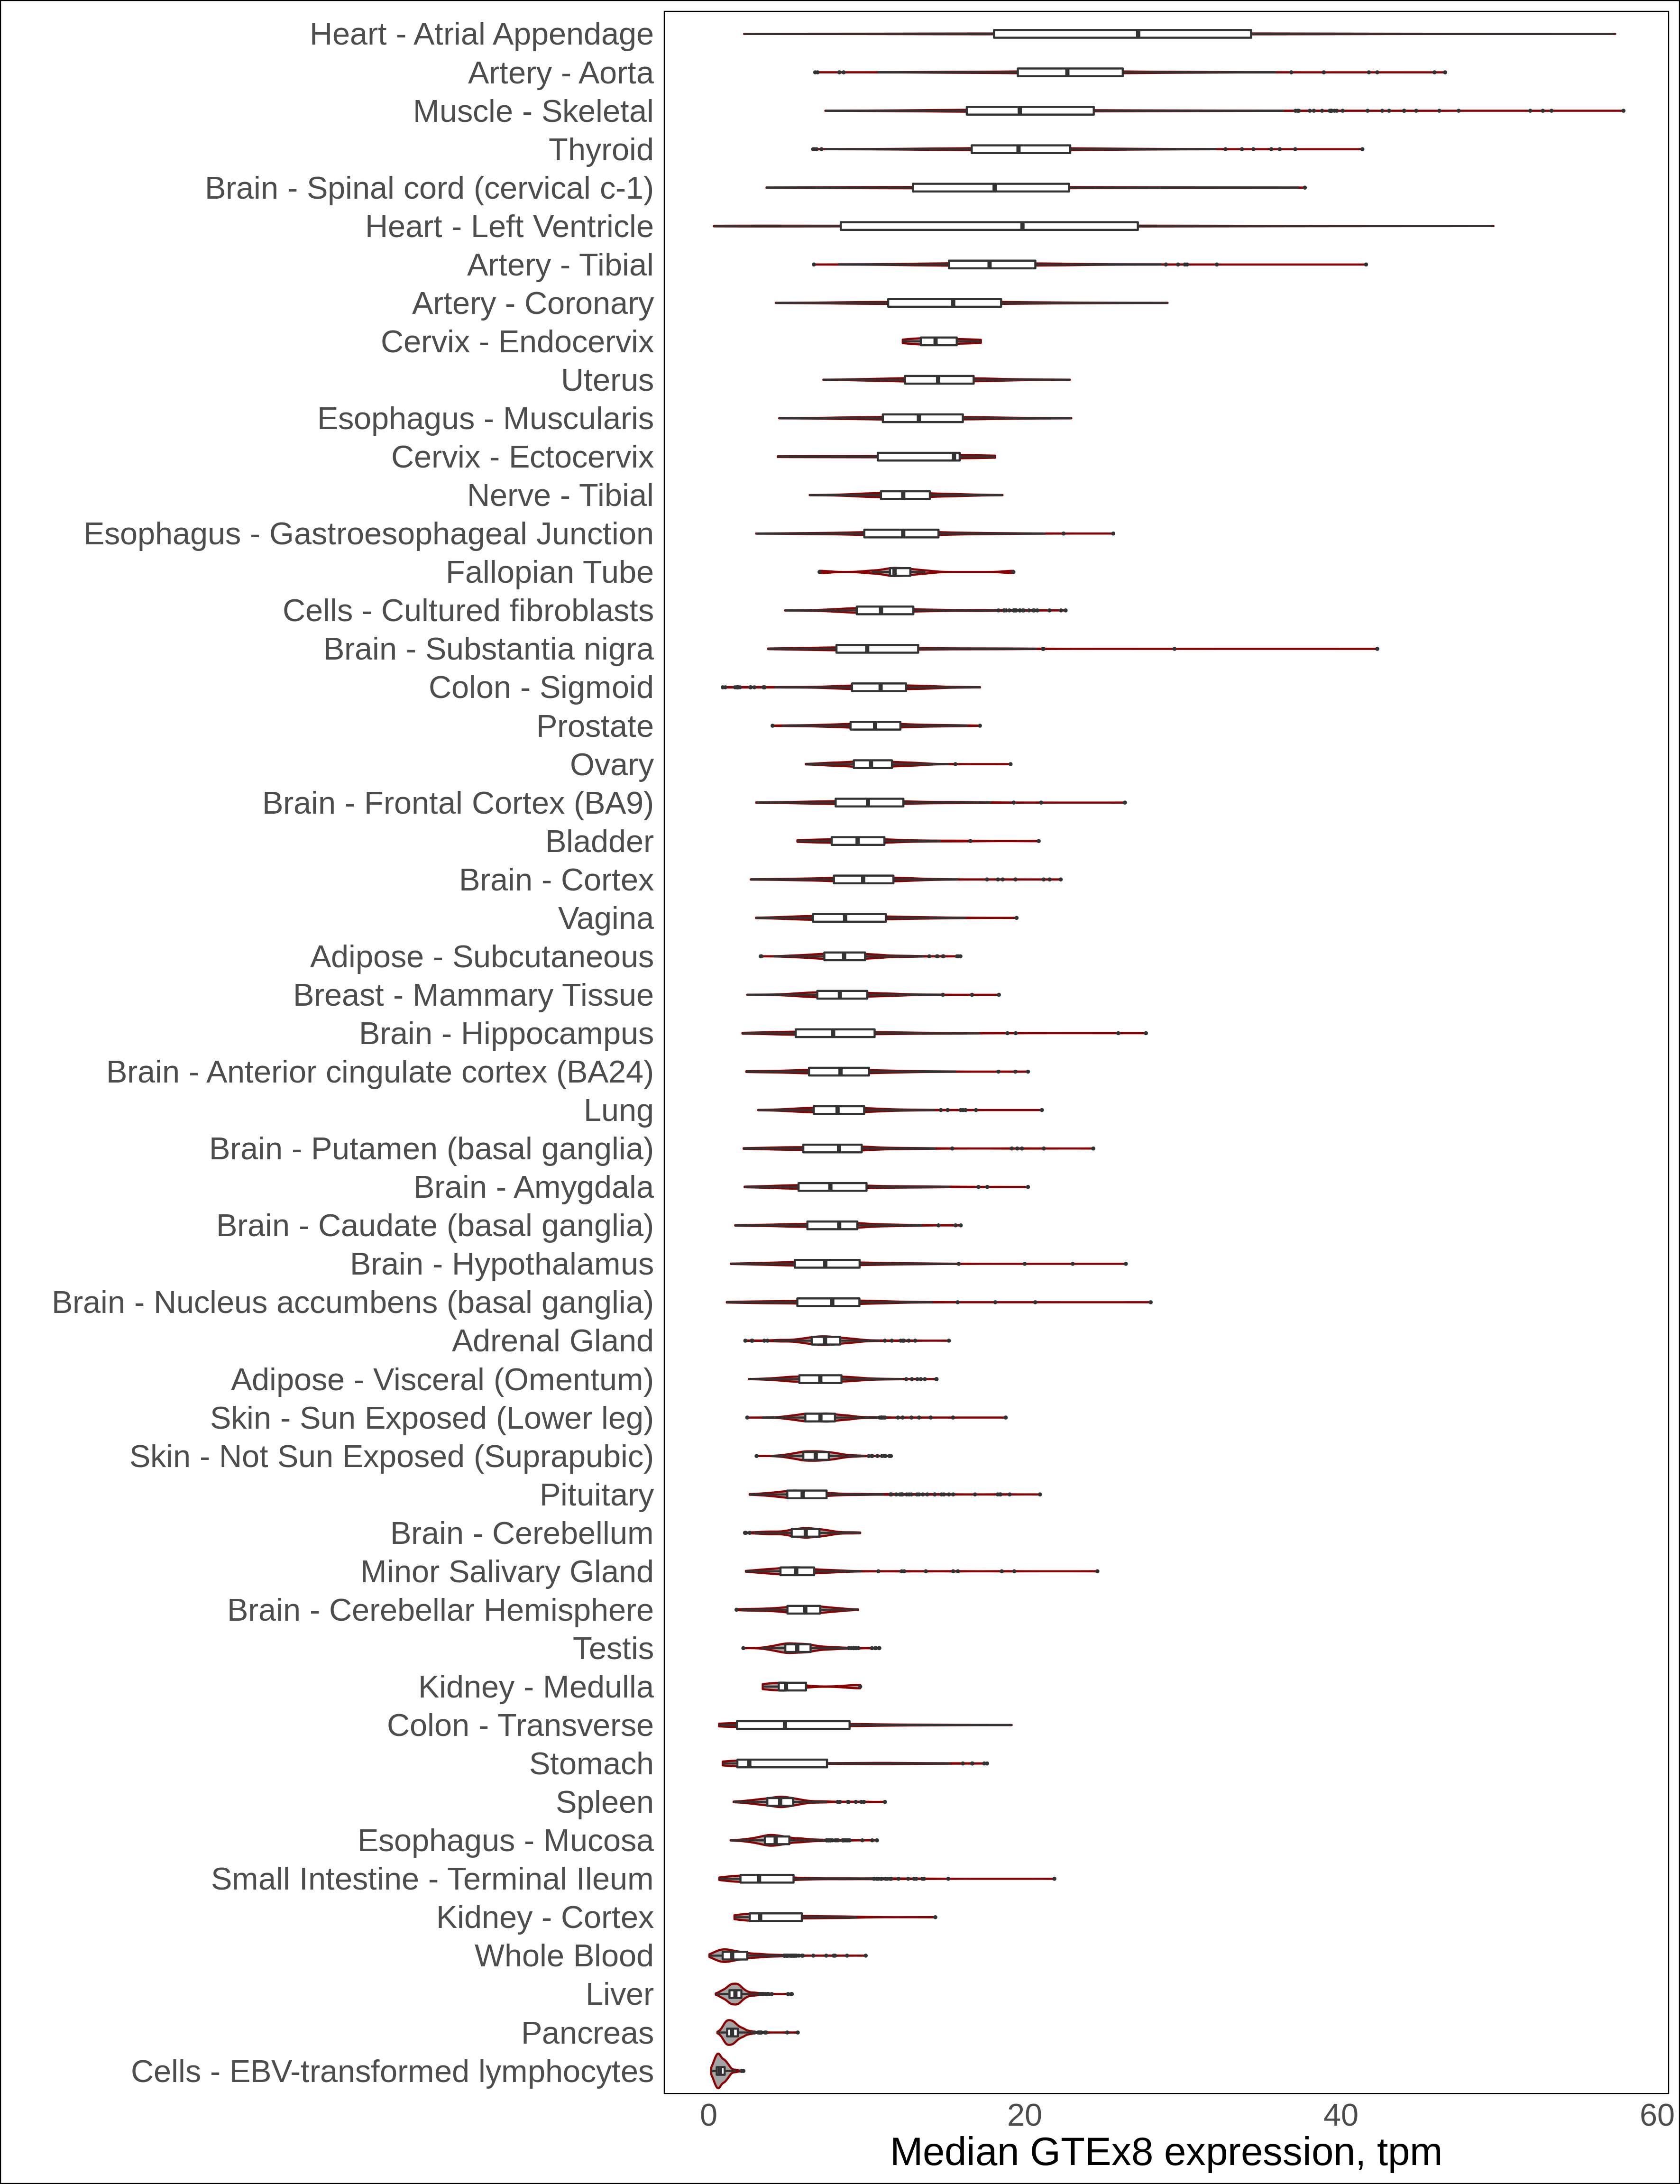 Heart - Atrial Appendage
Artery - Aorta
Muscle - Skeletal
Thyroid
Brain - Spinal cord (cervical c-1)
Heart - Left Ventricle
Artery - Tibial
Artery - Coronary
Cervix - Endocervix
Uterus
Esophagus - Muscularis
Cervix - Ectocervix
Nerve - Tibial
Esophagus - Gastroesophageal Junction
Fallopian Tube
Cells - Cultured fibroblasts
Brain - Substantia nigra
Colon - Sigmoid
Prostate
Ovary
Brain - Frontal Cortex (BA9)
Bladder
Brain - Cortex
Vagina
Adipose - Subcutaneous
Breast - Mammary Tissue
Brain - Hippocampus
Brain - Anterior cingulate cortex (BA24)
Lung
Brain - Putamen (basal ganglia)
Brain - Amygdala
Brain - Caudate (basal ganglia)
Brain - Hypothalamus
Brain - Nucleus accumbens (basal ganglia)
Adrenal Gland
Adipose - Visceral (Omentum)
Skin - Sun Exposed (Lower leg)
Skin - Not Sun Exposed (Suprapubic)
Pituitary
Brain - Cerebellum
Minor Salivary Gland
Brain - Cerebellar Hemisphere
Testis
Kidney - Medulla
Colon - Transverse
Stomach
Spleen
Esophagus - Mucosa
Small Intestine - Terminal Ileum
Kidney - Cortex
Whole Blood
Liver
Pancreas
Cells - EBV-transformed lymphocytes
0 20 40 60
Median GTEx8 expression, tpm